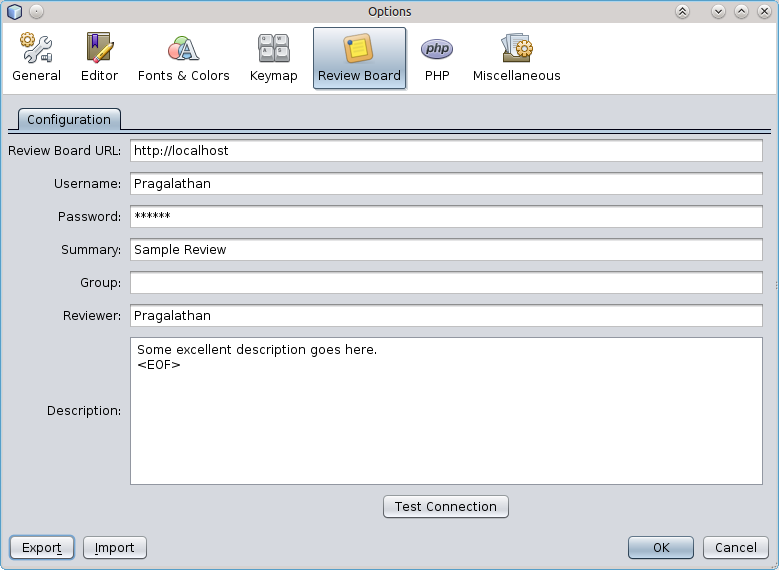 Options
General
Editor
Fonts & Colors
Keymap
Review Board
php
PHP
Miscellaneous
Configuration
Review Board URL: http://localhost
Username: Pragalathan
Password: ******
Summary: Sample Review
Group:
Reviewer: Pragalathan
Description: Some excellent description goes here.
<EOF>
Test Connection
Export
Import
OK
Cancel